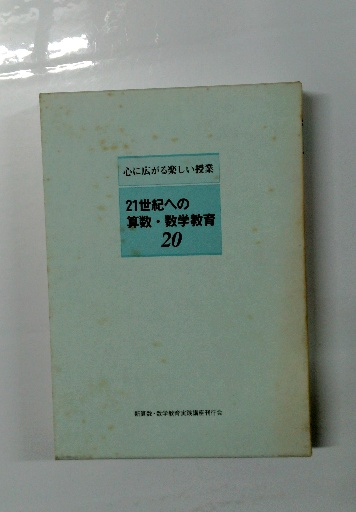 心に広がる楽しい授業
21世紀への
算数・数学教育
20
新算数・数学教育実践講座刊行会